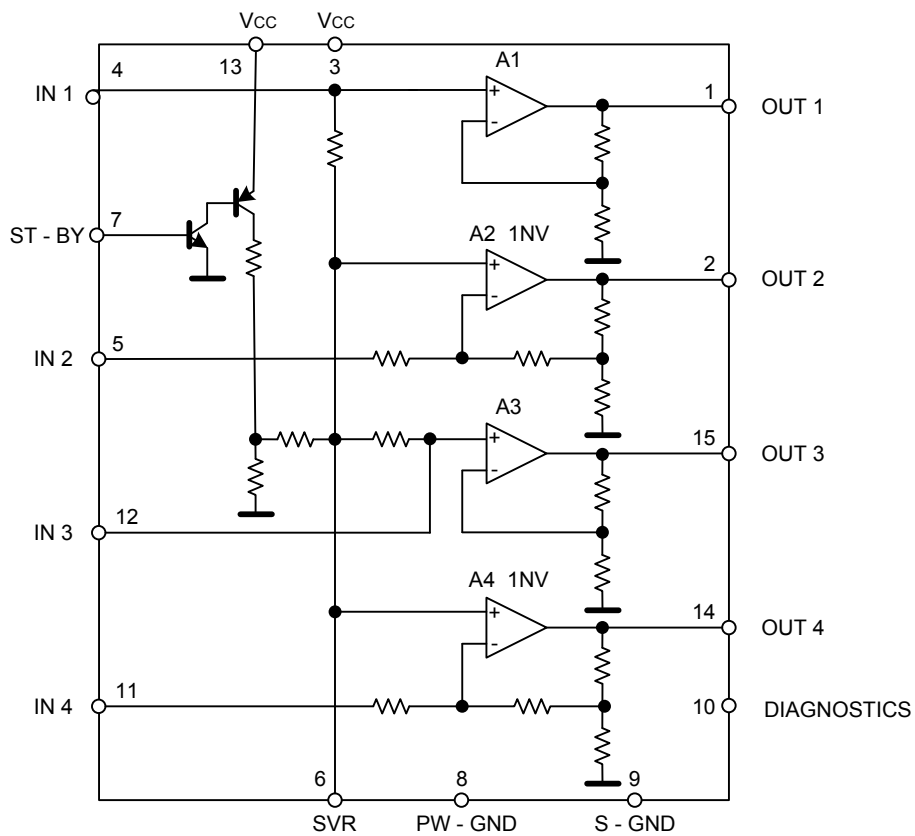 VCC VCC
13 3
4
IN 1
A1
+
-
1
OUT 1
7
ST - BY
A2 1NV
+
-
2
OUT 2
5
IN 2
A3
+
-
15
OUT 3
12
IN 3
A4 1NV
+
-
14
OUT 4
11
IN 4
10
DIAGNOSTICS
6 8 9
SVR PW - GND S - GND